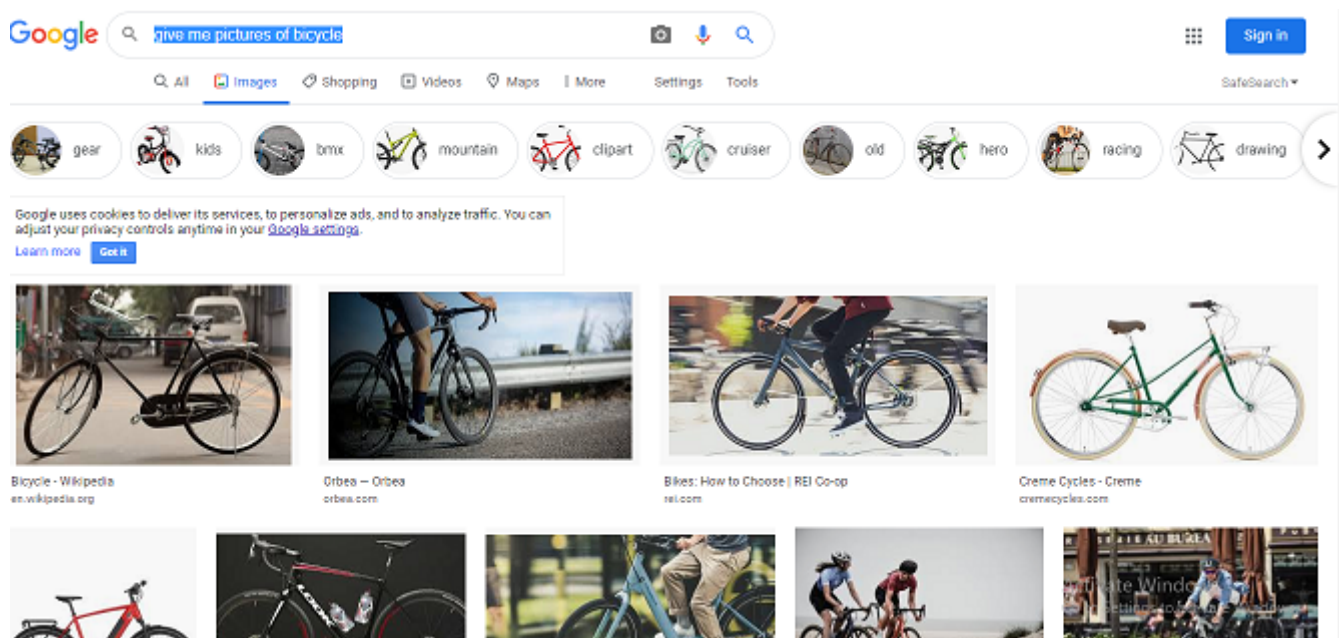 Google
give me pictures of bicycle
Sign in
All
Images
Shopping
Videos
Maps
More
Settings
Tools
SafeSearch
gear
kids
bmx
mountain
clipart
cruiser
old
hero
racing
drawing
Google uses cookies to deliver its services, to personalize ads, and to analyze traffic. You can
adjust your privacy controls anytime in your Google settings.
Learn more
Got it
Bicycle - Wikipedia
en.wikipedia.org
Orbea — Orbea
orbea.com
Bikes: How to Choose | REI Co-op
rei.com
Creme Cycles - Creme
cremecycles.com
LOOK
AU BUREA